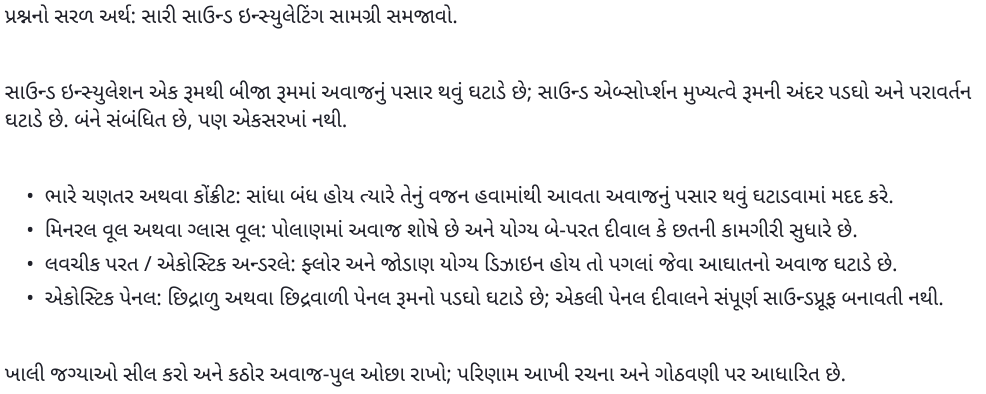 પ્રશ્નનો સરળ અર્થ: સારી સાઉન્ડ ઇન્સ્યુલેટિંગ સામગ્રી સમજાવો.
સાઉન્ડ ઇન્સ્યુલેશન એક રૂમથી બીજા રૂમમાં અવાજનું પસાર થવું ઘટાડે છે; સાઉન્ડ એબ્સોર્પ્શન મુખ્યત્વે રૂમની અંદર પડઘો અને પરાવર્તન
ઘટાડે છે. બંને સંબંધિત છે, પણ એકસરખાં નથી.
• ભારે ચણતર અથવા કોંક્રીટ: સાંધા બંધ હોય ત્યારે તેનું વજન હવામાંથી આવતા અવાજનું પસાર થવું ઘટાડવામાં મદદ કરે.
• મિનરલ વૂલ અથવા ગ્લાસ વૂલ: પોલાણમાં અવાજ શોષે છે અને યોગ્ય બે-પરત દીવાલ કે છતની કામગીરી સુધારે છે.
• લવચીક પરત / એકોસ્ટિક અન્ડરલે: ફ્લોર અને જોડાણ યોગ્ય ડિઝાઇન હોય તો પગલાં જેવા આઘાતનો અવાજ ઘટાડે છે.
• એકોસ્ટિક પેનલ: છિદ્રાળુ અથવા છિદ્રવાળી પેનલ રૂમનો પડઘો ઘટાડે છે; એકલી પેનલ દીવાલને સંપૂર્ણ સાઉન્ડપ્રૂફ બનાવતી નથી.
ખાલી જગ્યાઓ સીલ કરો અને કઠોર અવાજ-પુલ ઓછા રાખો; પરિણામ આખી રચના અને ગોઠવણી પર આધારિત છે.